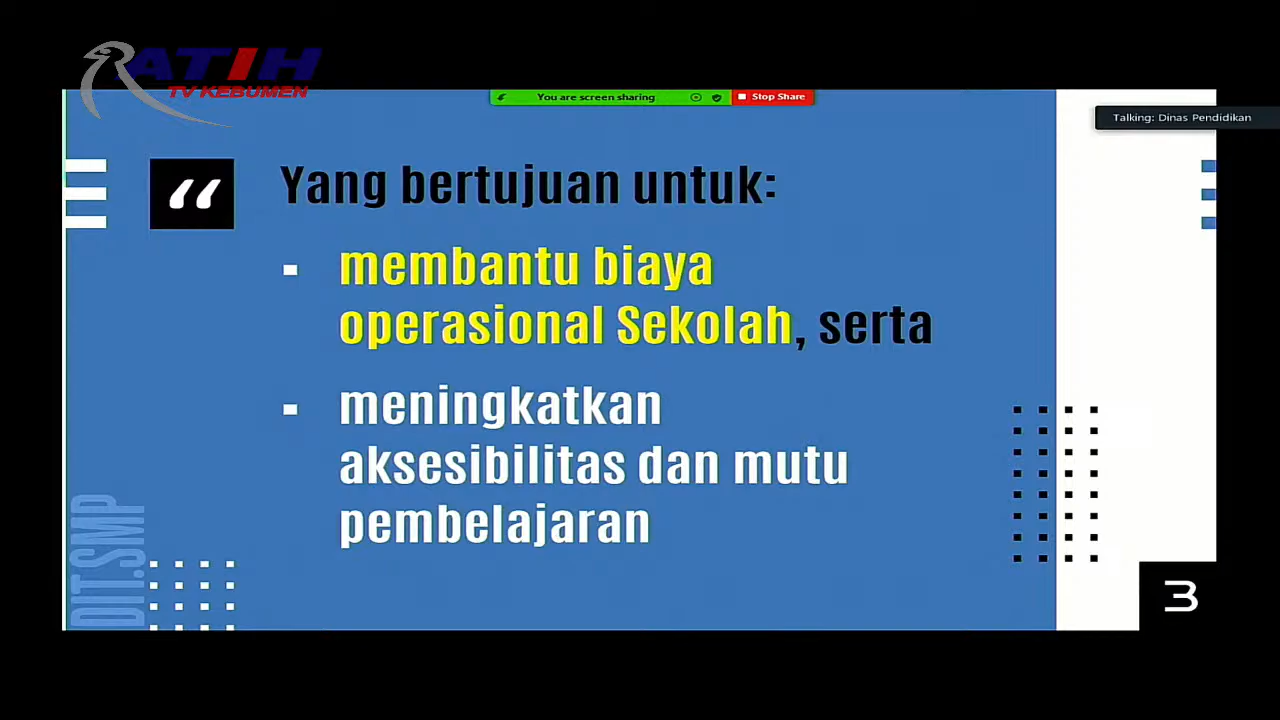 RATIH
TV KEBUMEN
You are screen sharing
Stop Share
Talking: Dinas Pendidikan
“
Yang bertujuan untuk:
- membantu biaya
operasional Sekolah, serta
- meningkatkan
aksesibilitas dan mutu
pembelajaran
DIT.SMP
3